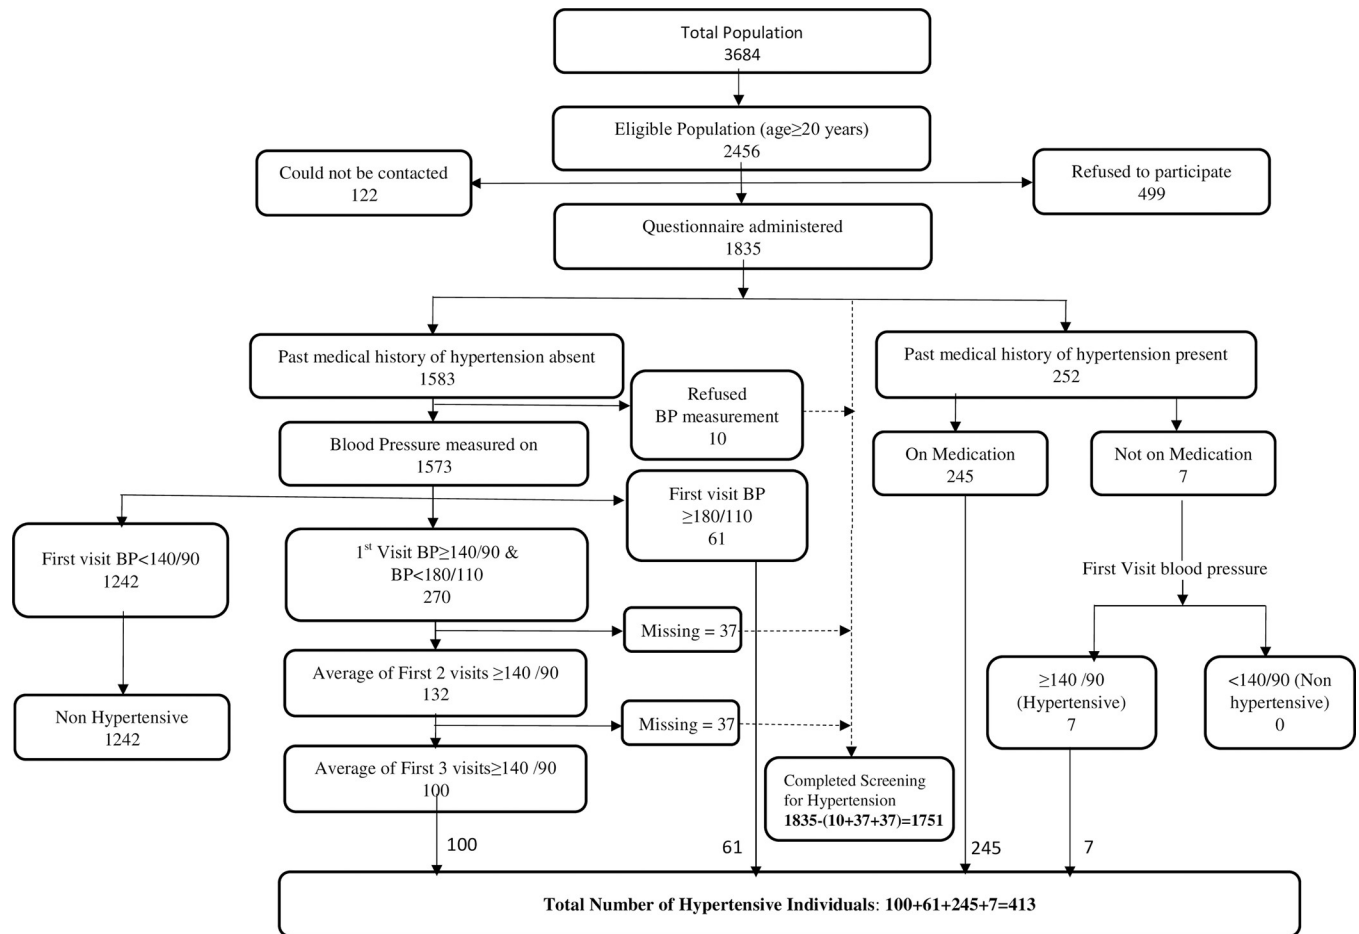 Total Population
3684
Eligible Population (age≥20 years)
2456
Could not be contacted
122
Refused to participate
499
Questionnaire administered
1835
Past medical history of hypertension absent
1583
Past medical history of hypertension present
252
Refused
BP measurement
10
Blood Pressure measured on
1573
On Medication
245
Not on Medication
7
First visit BP
≥180/110
61
First visit BP<140/90
1242
1st Visit BP≥140/90 &
BP<180/110
270
First Visit blood pressure
Missing = 37
Average of First 2 visits ≥140 /90
132
≥140 /90
(Hypertensive)
7
<140/90 (Non
hypertensive)
0
Non Hypertensive
1242
Missing = 37
Average of First 3 visits≥140 /90
100
Completed Screening
for Hypertension
1835-(10+37+37)=1751
100
61
245
7
Total Number of Hypertensive Individuals: 100+61+245+7=413